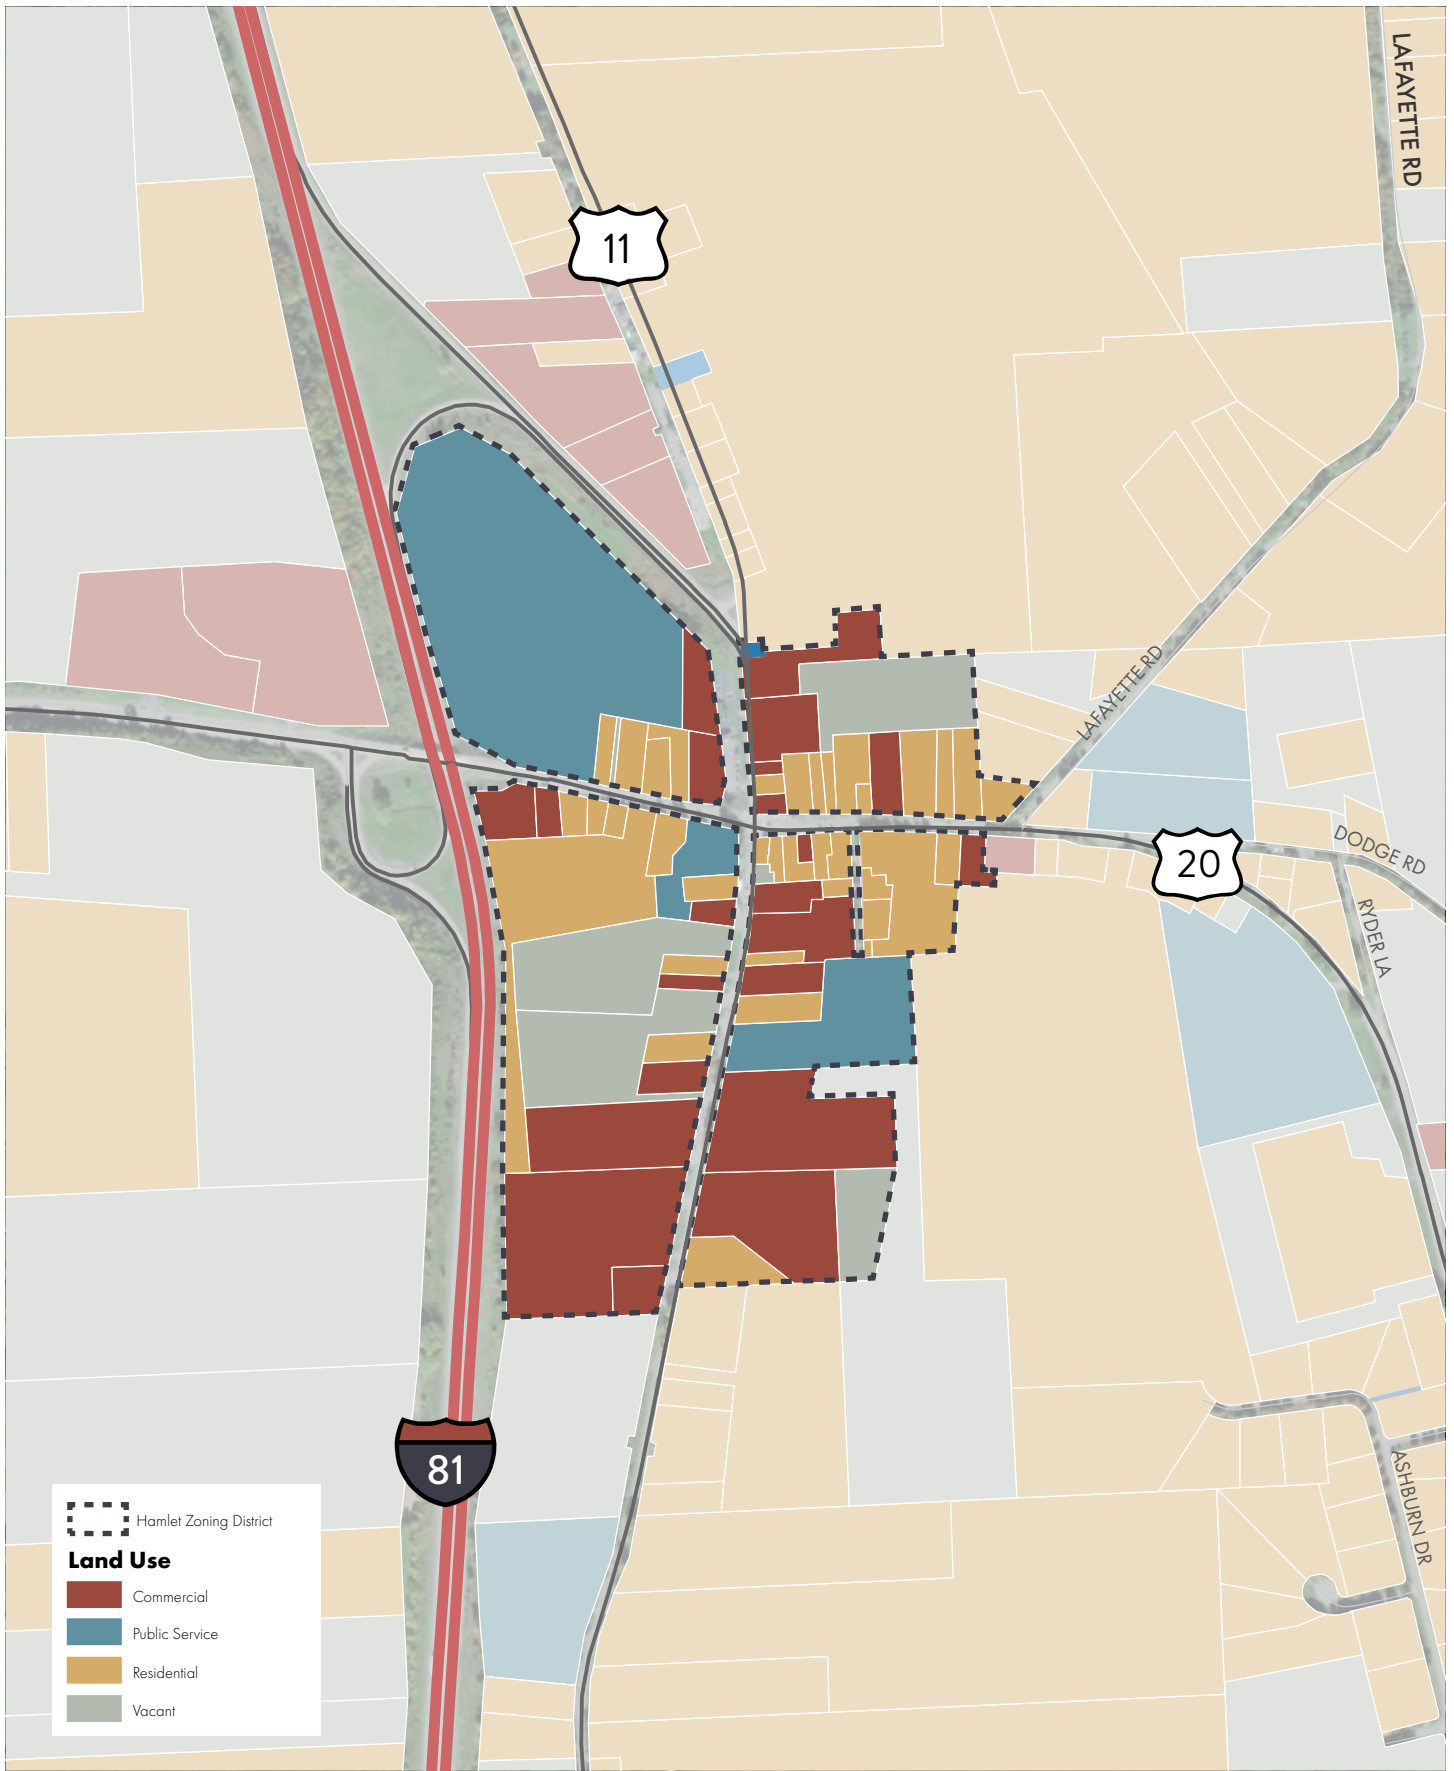 LAFAYETTE RD
11
LAFAYETTE RD
20
DODGE RD
RYDER LA
81
ASHBURN DR
Hamlet Zoning District
Land Use
Commercial
Public Service
Residential
Vacant